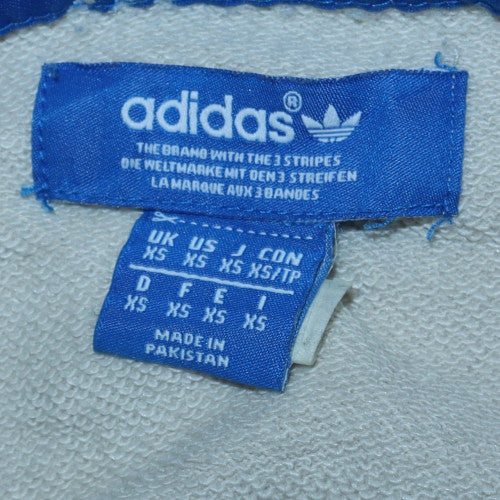 adidas®
THE BRAND WITH THE 3 STRIPES
DIE WELTMARKE MIT DEN 3 STREIFEN
LA MARQUE AUX 3 BANDES
UK US J CON
XS XS XS XS/TP
D F E I
XS XS XS XS
MADE IN
PAKISTAN